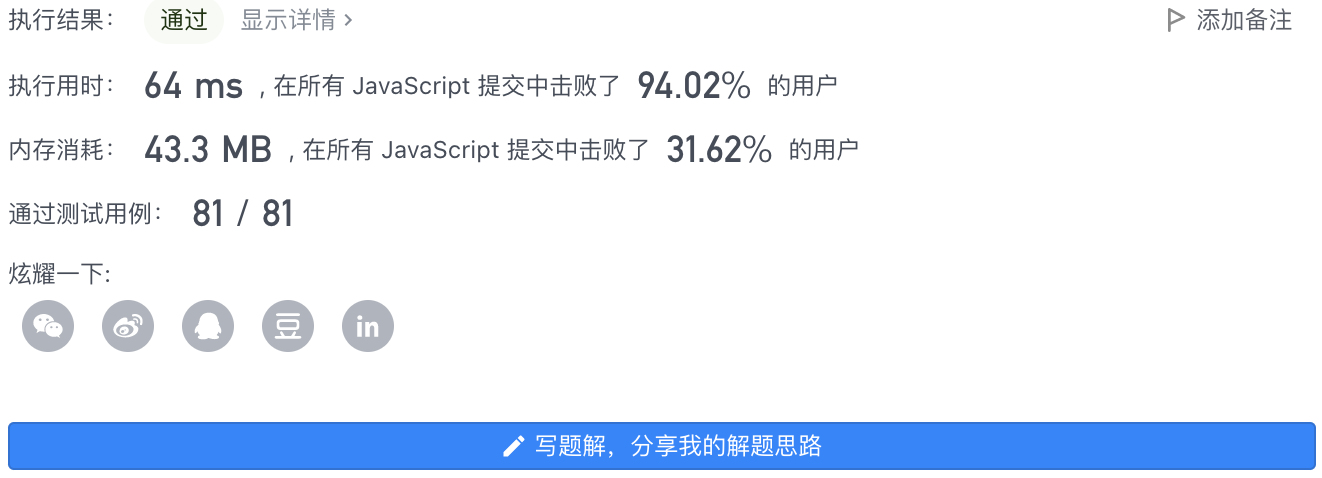 执行结果： 通过 显示详情 › 添加备注
执行用时： 64 ms , 在所有 JavaScript 提交中击败了 94.02% 的用户
内存消耗： 43.3 MB , 在所有 JavaScript 提交中击败了 31.62% 的用户
通过测试用例： 81 / 81
炫耀一下:
豆 in
写题解，分享我的解题思路